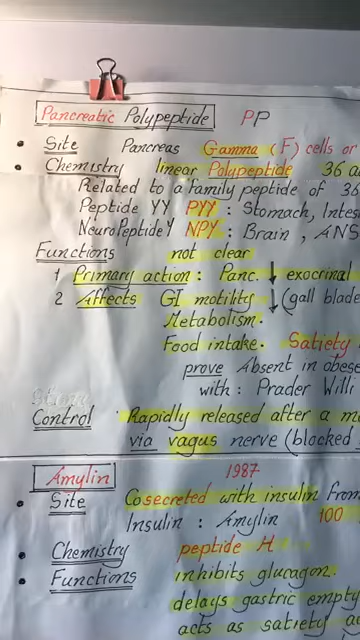 Pancreatic Polypeptide PP
• Site Pancreas Gamma (F) cells or
• Chemistry linear Polypeptide 36 a
Related to a Family peptide of 36
Peptide YY PYY : Stomach, Intes
NeuroPeptide Y NPY : Brain, ANS
Functions not clear
1 Primary action : Panc. ↓ exocrinal
2 Affects GI motility ↓ (gall blade
Metabolism.
Food intake. Satiety
prove Absent in obese
with : Prader Willi
Control Rapidly released after a m
via vagus nerve (blocked
Amylin 1987
• Site Cosecreted with insulin from
Insulin : Amylin 100
• Chemistry peptide H
• Functions inhibits glucagon.
delays gastric empty
acts as satiety a